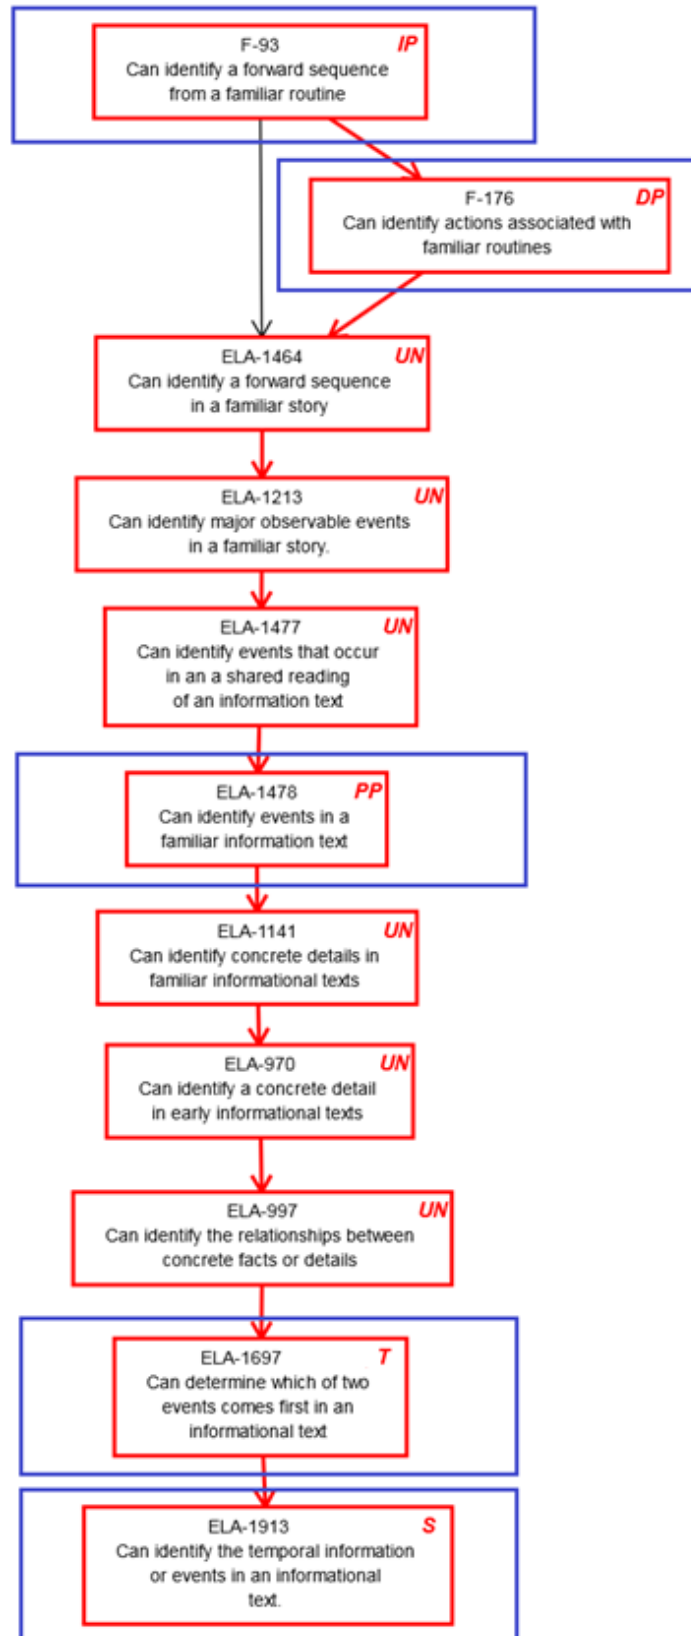 F-93 IP
Can identify a forward sequence
from a familiar routine
F-176 DP
Can identify actions associated with
familiar routines
ELA-1464 UN
Can identify a forward sequence
in a familiar story
ELA-1213 UN
Can identify major observable events
in a familiar story.
ELA-1477 UN
Can identify events that occur
in an a shared reading
of an information text
ELA-1478 PP
Can identify events in a
familiar information text
ELA-1141 UN
Can identify concrete details in
familiar informational texts
ELA-970 UN
Can identify a concrete detail
in early informational texts
ELA-997 UN
Can identify the relationships between
concrete facts or details
ELA-1697 T
Can determine which of two
events comes first in an
informational text
ELA-1913 S
Can identify the temporal information
or events in an informational
text.